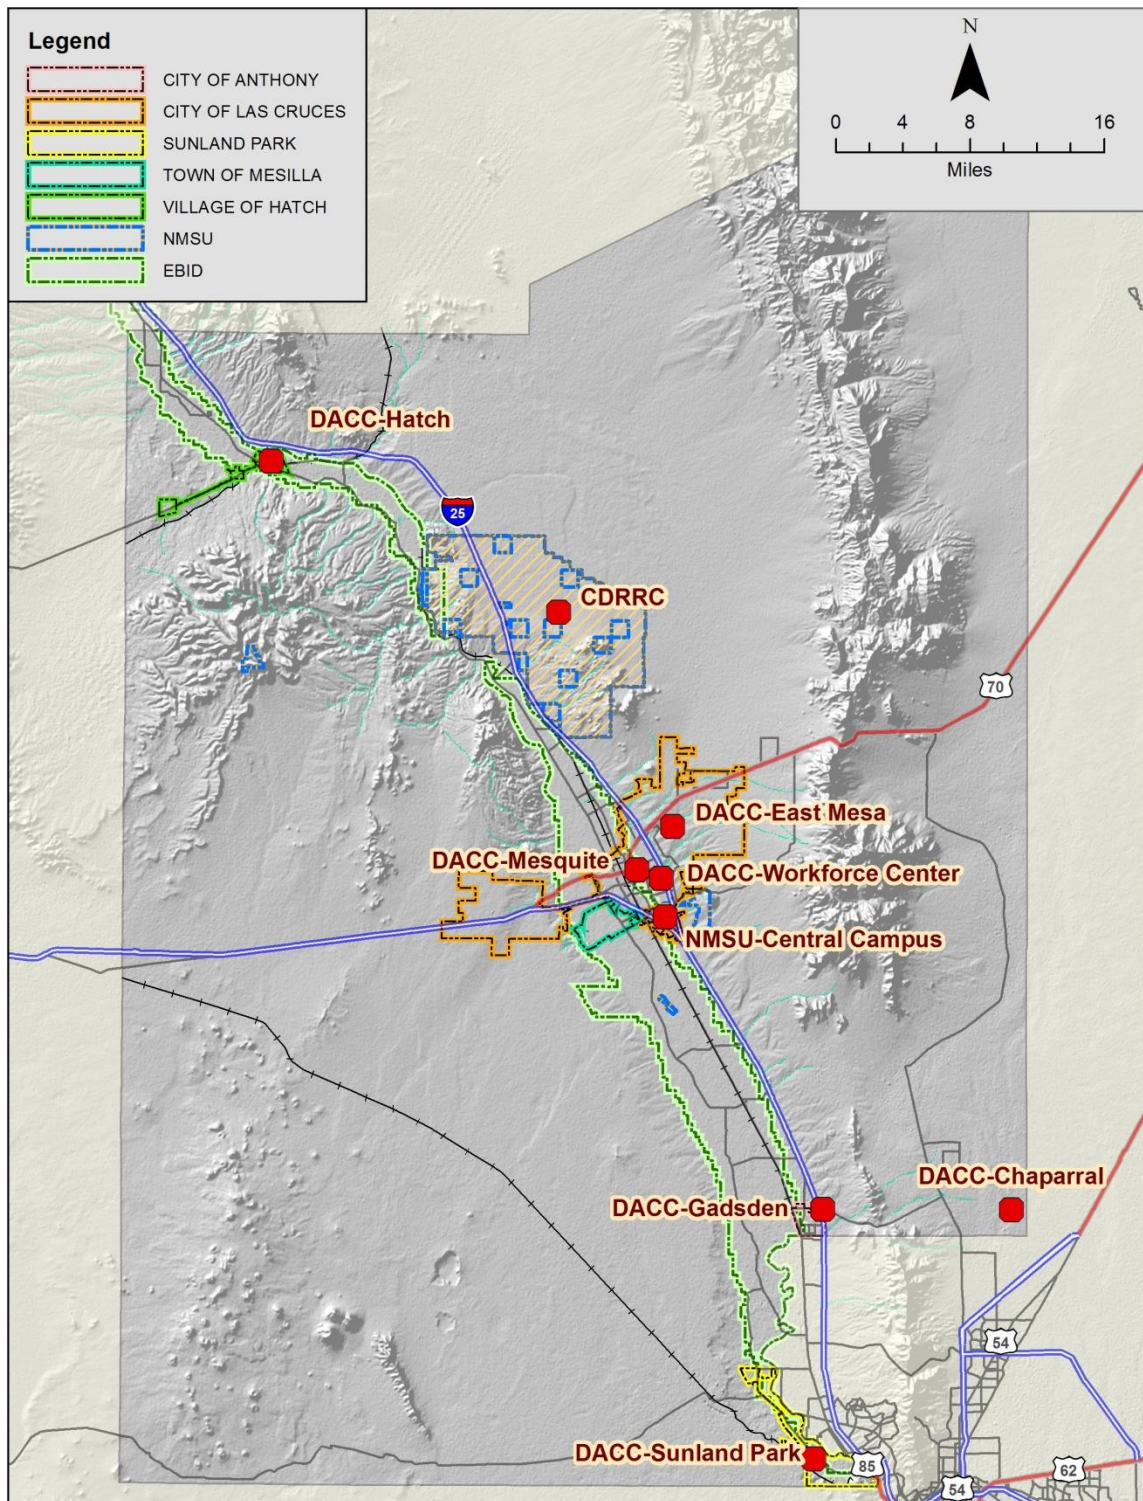 Legend
CITY OF ANTHONY
CITY OF LAS CRUCES
SUNLAND PARK
TOWN OF MESILLA
VILLAGE OF HATCH
NMSU
EBID
N
0 4 8 16
Miles
DACC-Hatch
25
CDRRC
70
DACC-East Mesa
DACC-Mesquite
DACC-Workforce Center
NMSU-Central Campus
DACC-Chaparral
DACC-Gadsden
54
DACC-Sunland Park
85
62
54